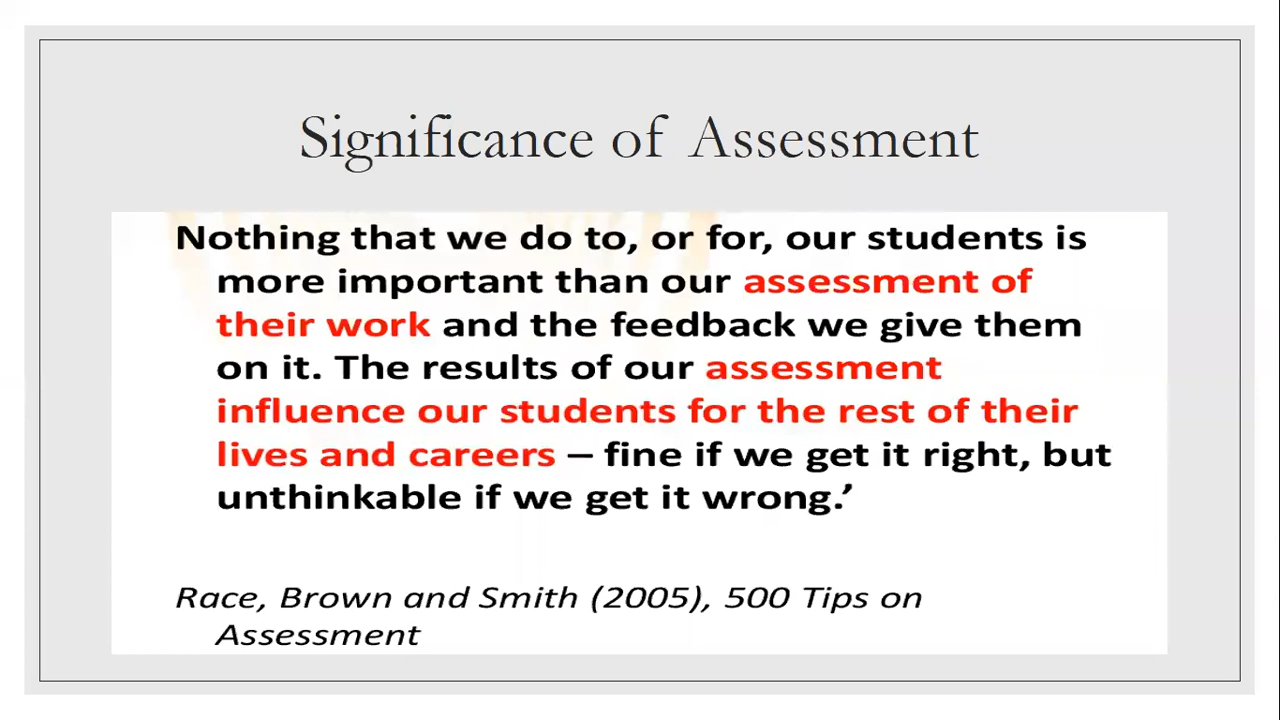 Significance of Assessment
Nothing that we do to, or for, our students is
more important than our assessment of
their work and the feedback we give them
on it. The results of our assessment
influence our students for the rest of their
lives and careers – fine if we get it right, but
unthinkable if we get it wrong.’
Race, Brown and Smith (2005), 500 Tips on
Assessment